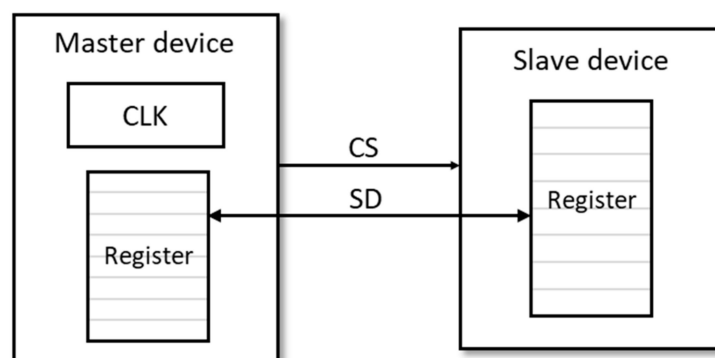 Master device
CLK
Register
CS
SD
Slave device
Register